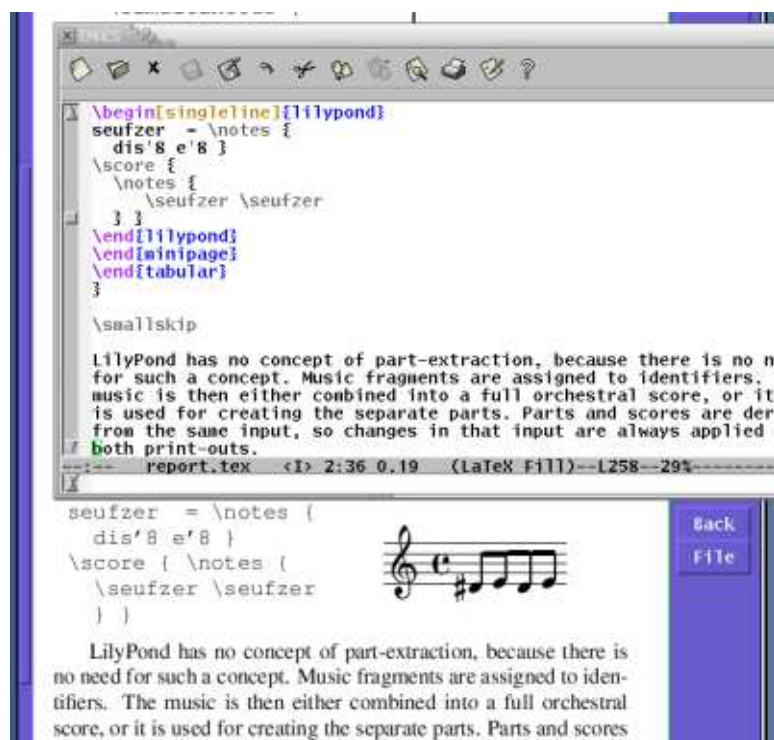 \begin[singleline]{lilypond}
seufzer = \notes {
dis'8 e'8 }
\score {
\notes {
\seufzer \seufzer
} }
\end{lilypond}
\end{minipage}
\end{tabular}
}
\smallskip
LilyPond has no concept of part-extraction, because there is no n
for such a concept. Music fragments are assigned to identifiers.
music is then either combined into a full orchestral score, or it
is used for creating the separate parts. Parts and scores are der
from the same input, so changes in that input are always applied
both print-outs.
--:-- report.tex <I> 2:36 0.19 (LaTeX Fill)--L258--29%--------
seufzer = \notes {
dis'8 e'8 }
\score { \notes {
\seufzer \seufzer
} }
Back
File
LilyPond has no concept of part-extraction, because there is
no need for such a concept. Music fragments are assigned to iden-
tifiers. The music is then either combined into a full orchestral
score, or it is used for creating the separate parts. Parts and scores